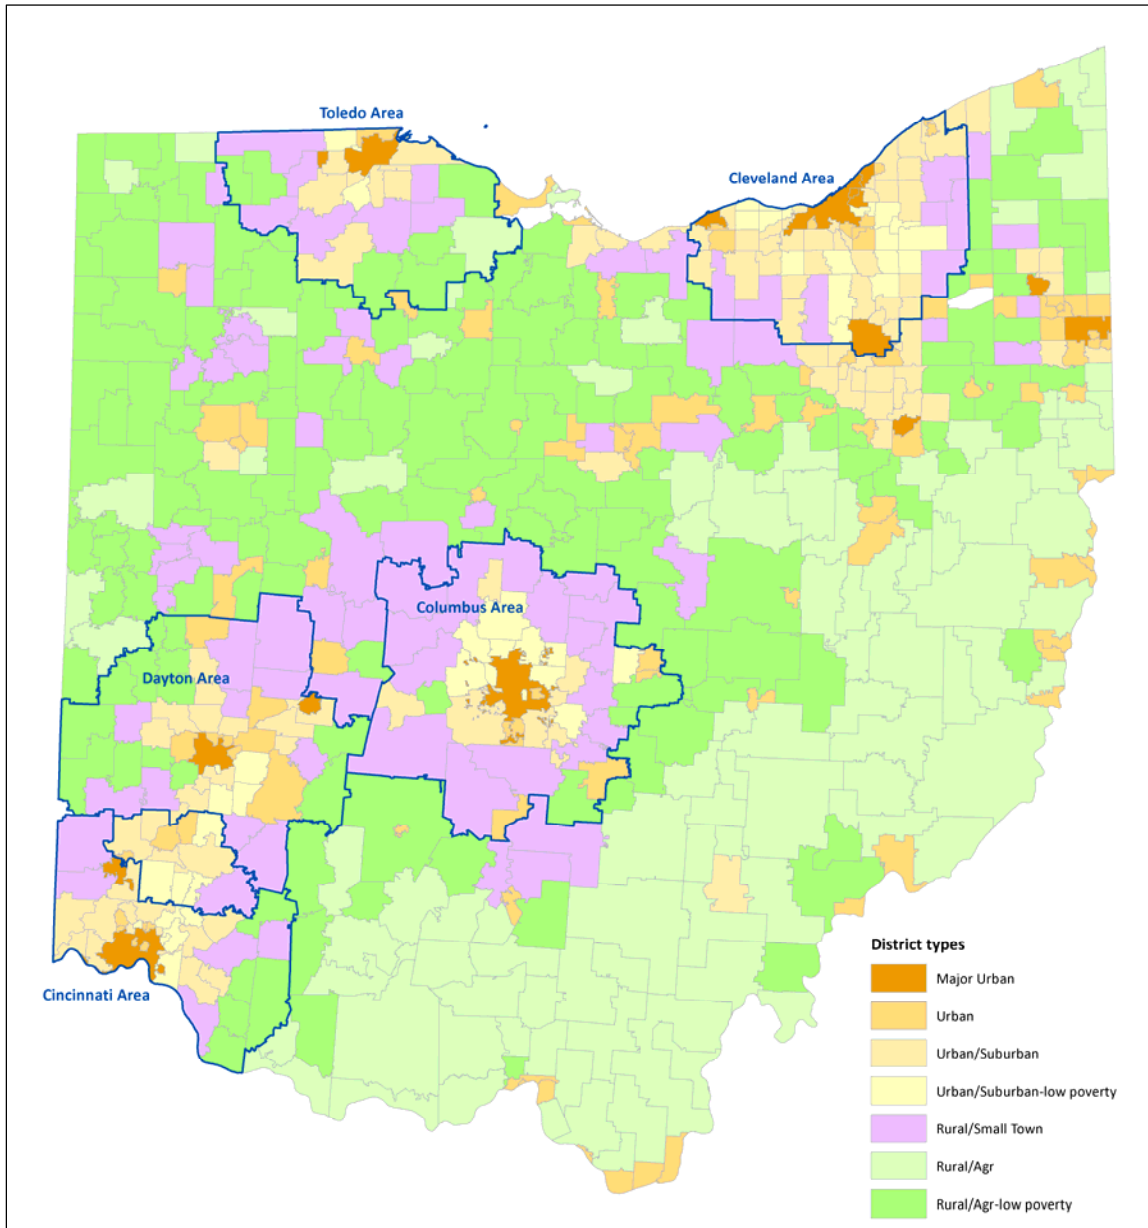 Toledo Area
Cleveland Area
Columbus Area
Dayton Area
Cincinnati Area
District types
Major Urban
Urban
Urban/Suburban
Urban/Suburban-low poverty
Rural/Small Town
Rural/Agr
Rural/Agr-low poverty